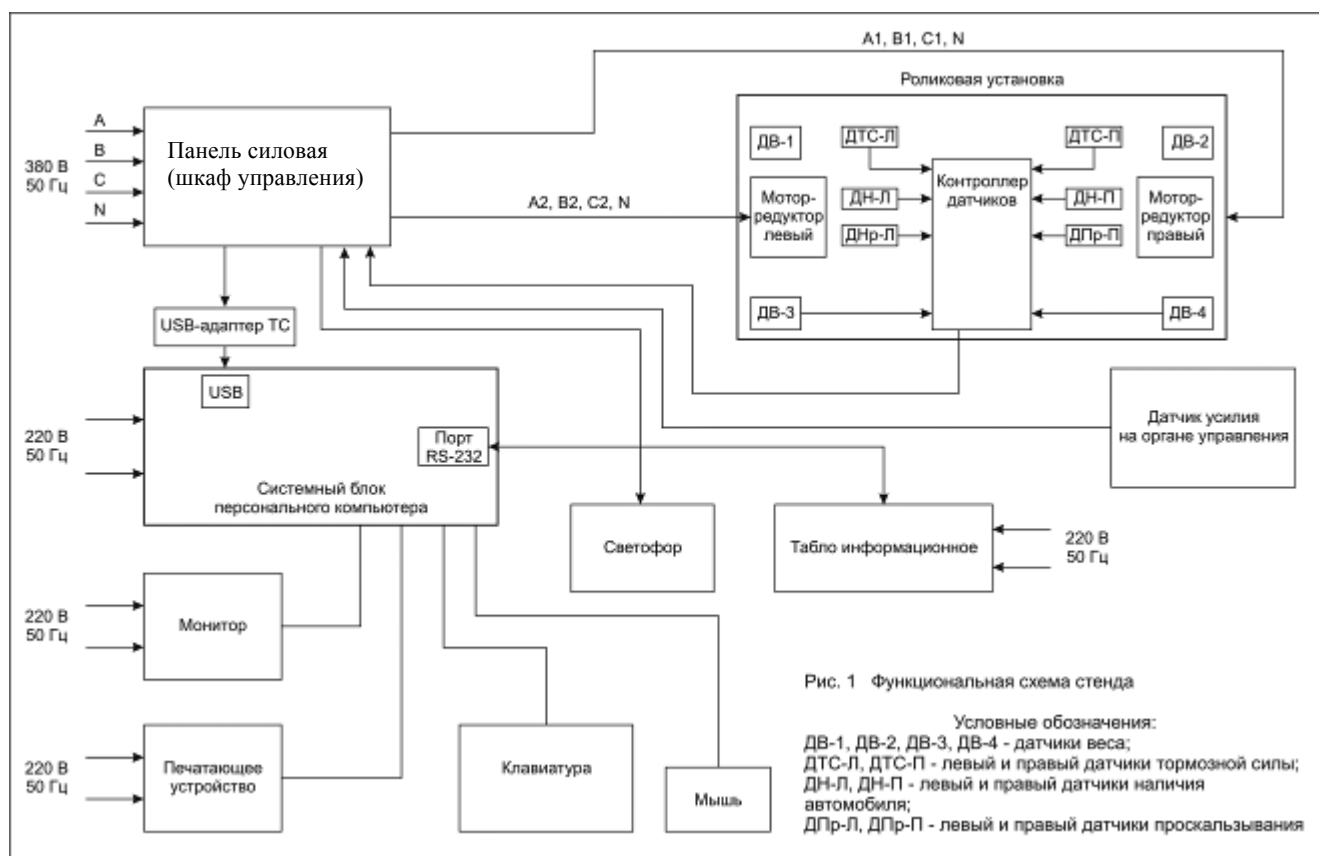 A1, B1, C1, N
Роликовая установка
A
B
C
N
380 В
50 Гц
Панель силовая
(шкаф управления)
A2, B2, C2, N
ДВ-1
ДТС-Л
ДТС-П
ДВ-2
Контроллер
датчиков
Мотор-
редуктор
левый
ДН-Л
ДН-П
Мотор-
редуктор
правый
ДНр-Л
ДПр-П
ДВ-3
ДВ-4
USB-адаптер ТС
USB
220 В
50 Гц
Порт
RS-232
Системный блок
персонального компьютера
Датчик усилия
на органе управления
Светофор
Табло информационное
220 В
50 Гц
220 В
50 Гц
Монитор
220 В
50 Гц
Печатающее
устройство
Клавиатура
Мышь
Рис. 1 Функциональная схема стенда
Условные обозначения:
ДВ-1, ДВ-2, ДВ-3, ДВ-4 - датчики веса;
ДТС-Л, ДТС-П - левый и правый датчики тормозной силы;
ДН-Л, ДН-П - левый и правый датчики наличия
автомобиля;
ДПр-Л, ДПр-П - левый и правый датчики проскальзывания